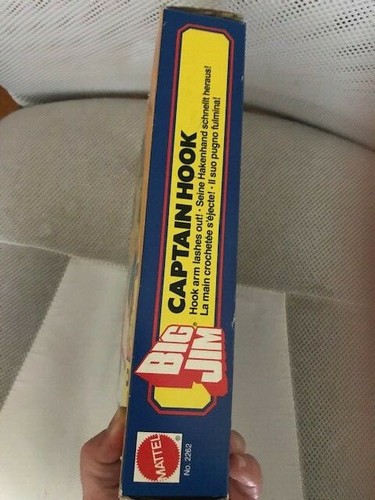 BIG
JIM®
CAPTAIN HOOK
Hook arm lashes out! · Seine Hakenhand schnellt heraus!
La main crochetée s'éjecte! · Il suo pugno fulmina!
MATTEL®
No. 2262